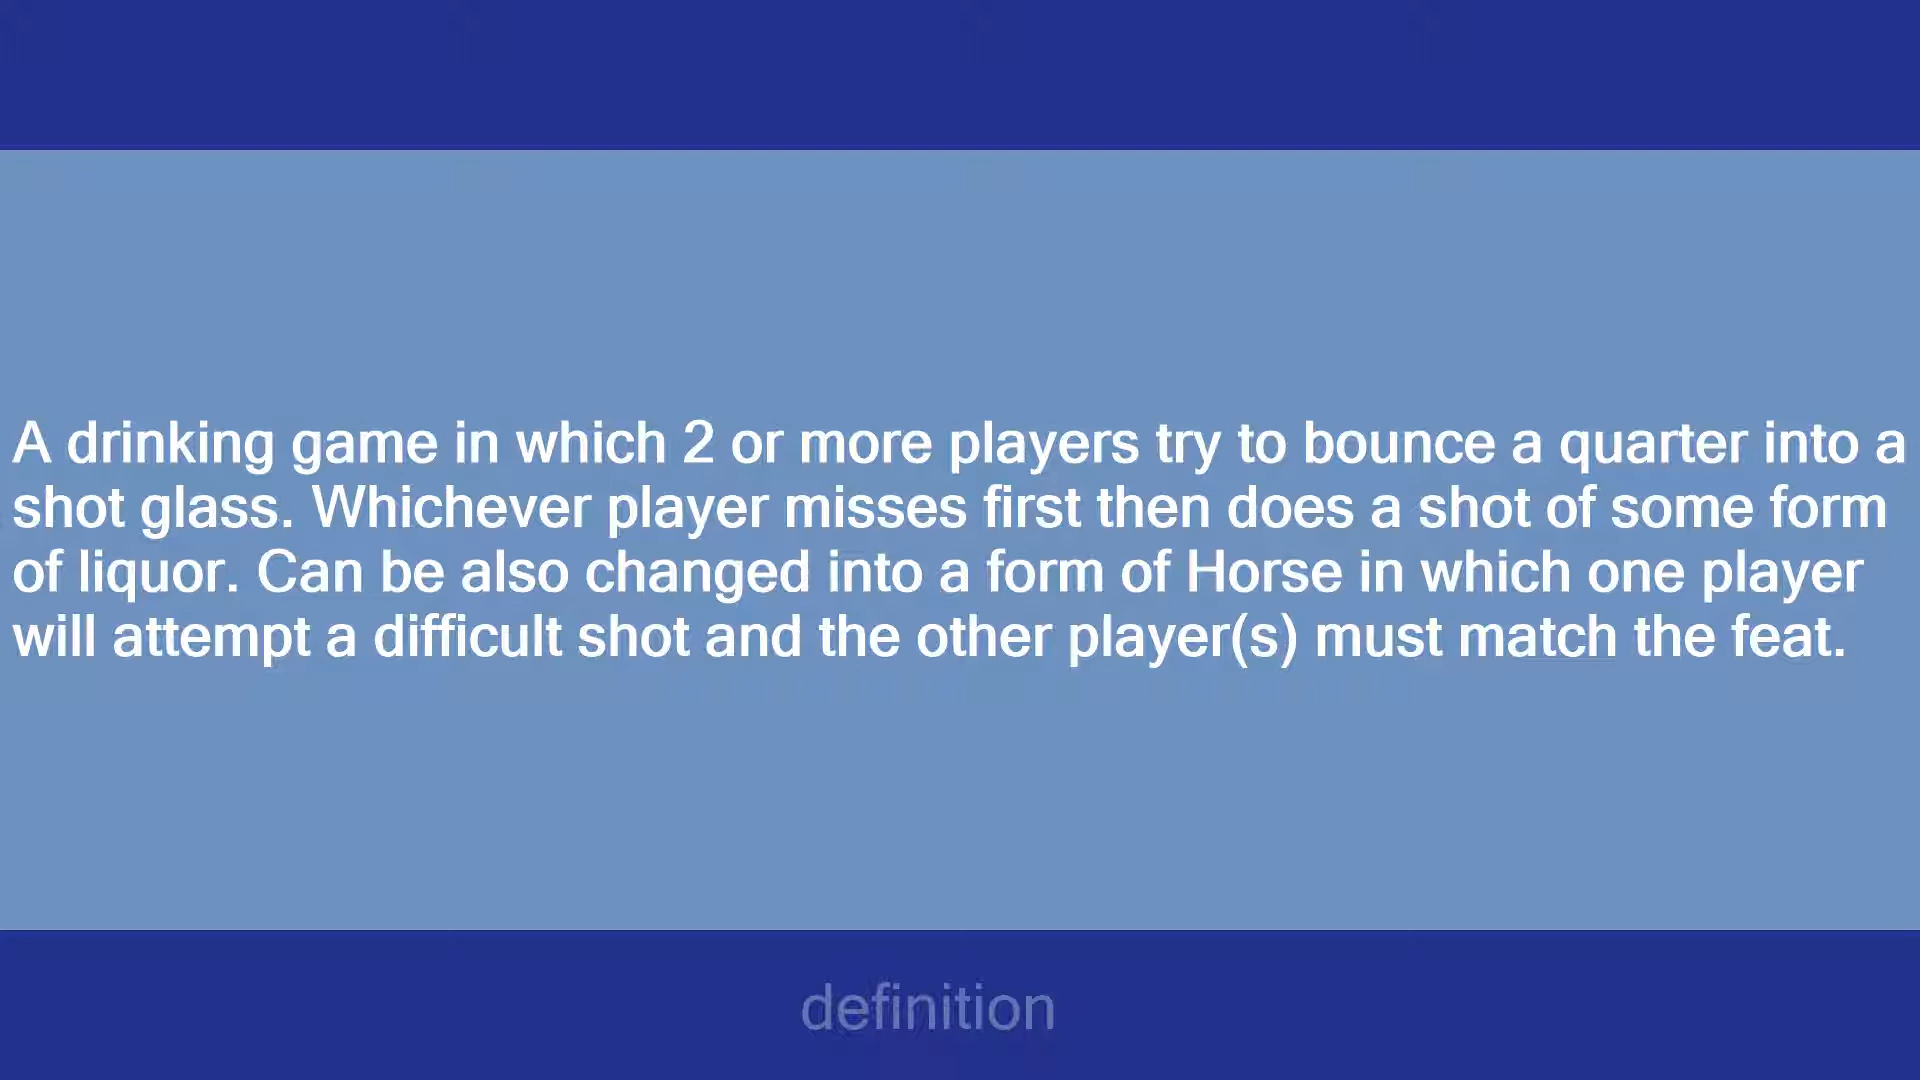 A drinking game in which 2 or more players try to bounce a quarter into a
shot glass. Whichever player misses first then does a shot of some form
of liquor. Can be also changed into a form of Horse in which one player
will attempt a difficult shot and the other player(s) must match the feat.
definition